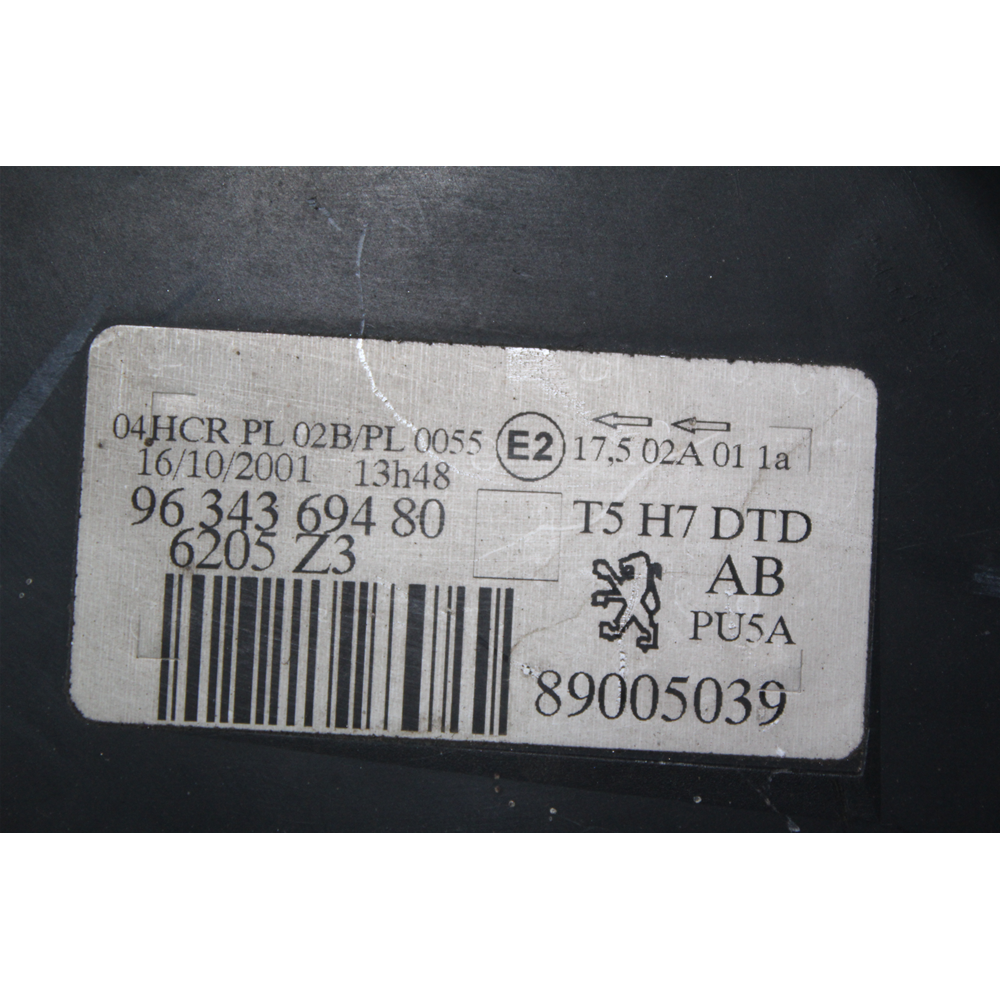 04HCR PL 02B/PL 0055 E2 17,5 02A 01 1a
16/10/2001 13h48
96 343 694 80 T5 H7 DTD
6205 Z3 AB
PU5A
89005039